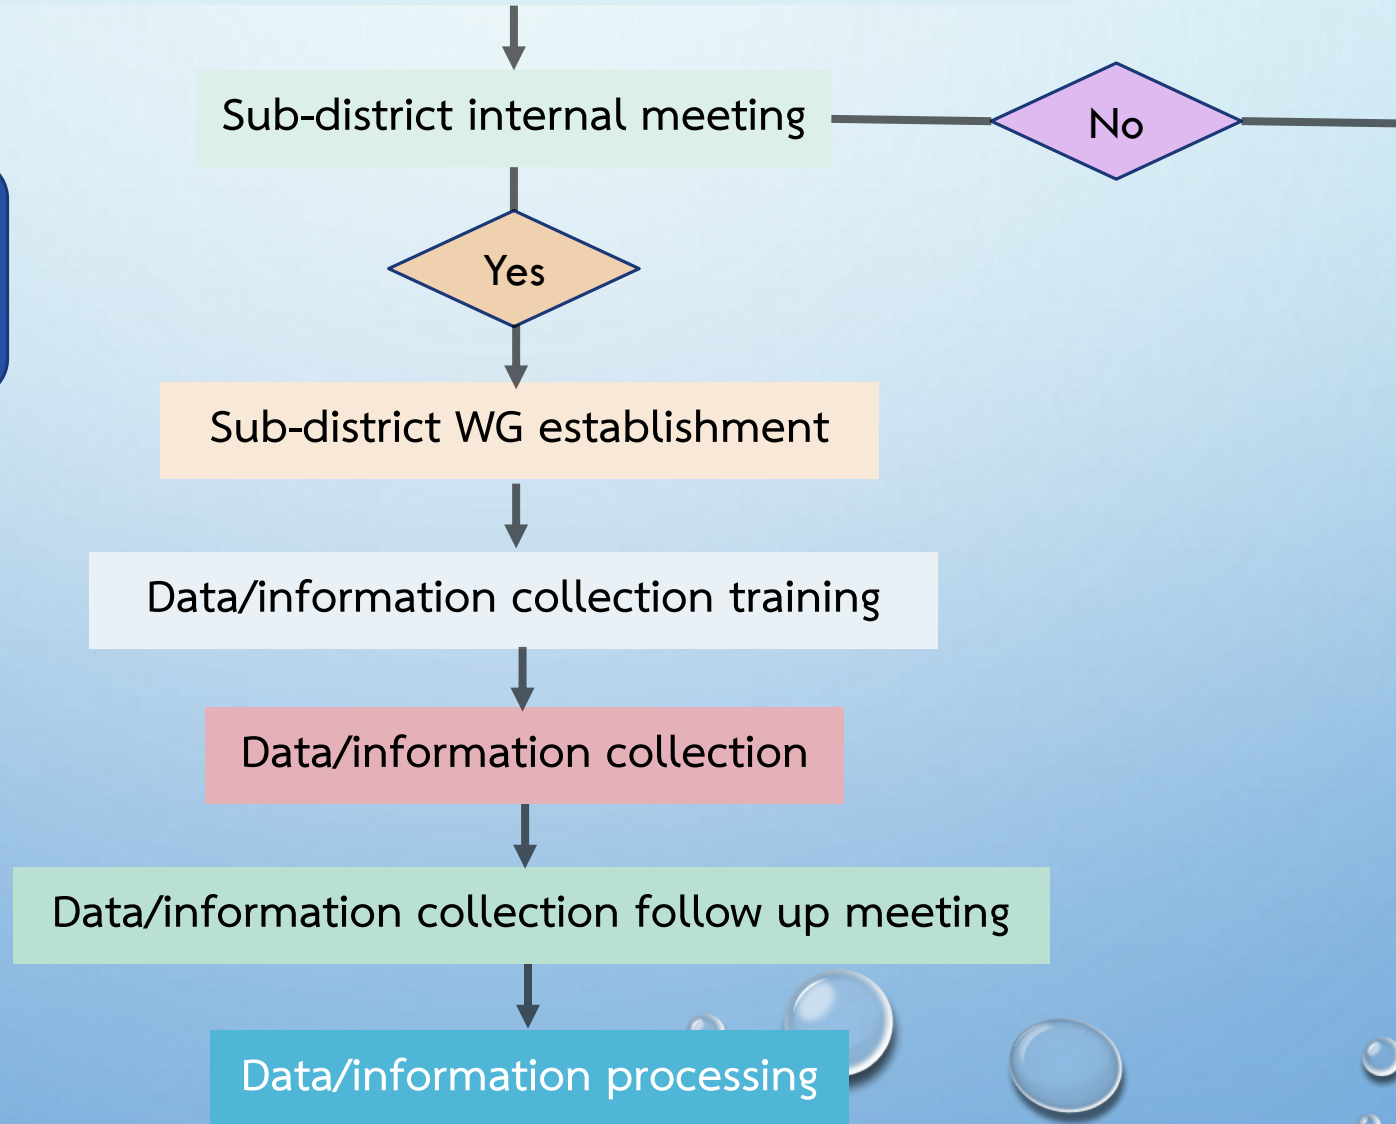 Sub-district internal meeting
No
Yes
Sub-district WG establishment
Data/information collection training
Data/information collection
Data/information collection follow up meeting
Data/information processing